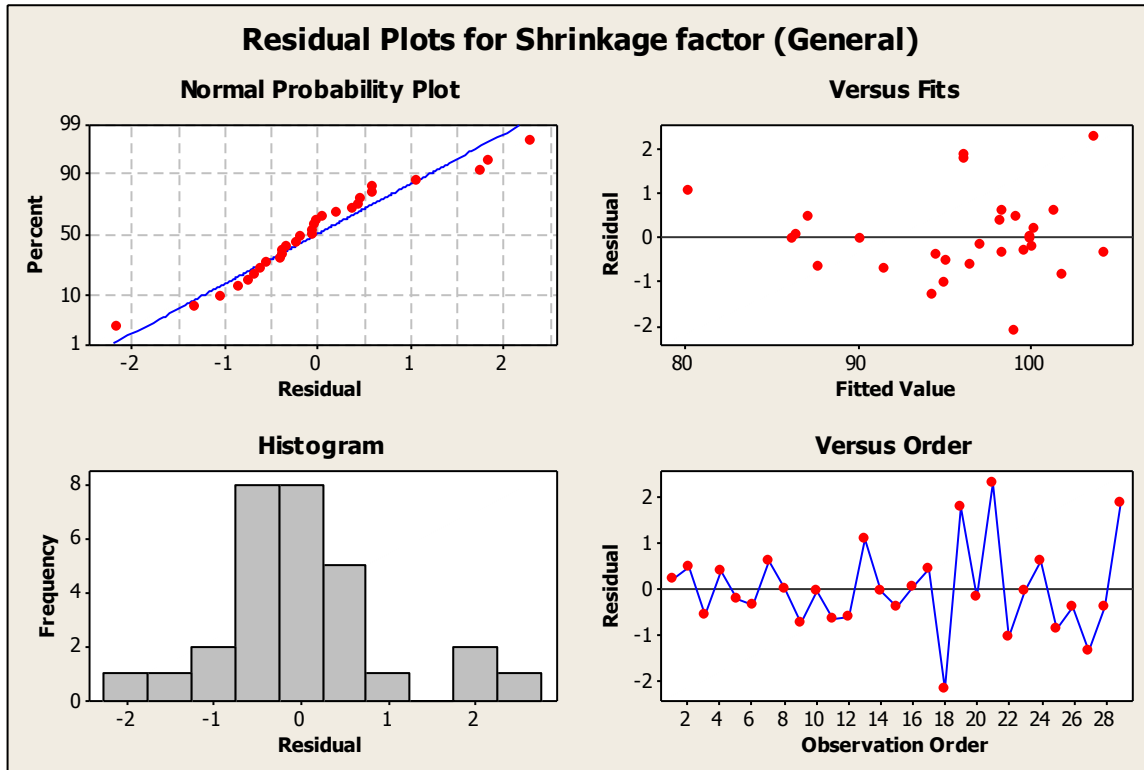 Residual Plots for Shrinkage factor (General)
Normal Probability Plot
99
90
50
10
1
Percent
-2 -1 0 1 2
Residual
Versus Fits
2
1
0
-1
-2
Residual
80 90 100
Fitted Value
Histogram
8
6
4
2
0
Frequency
-2 -1 0 1 2
Residual
Versus Order
2
1
0
-1
-2
Residual
2 4 6 8 10 12 14 16 18 20 22 24 26 28
Observation Order